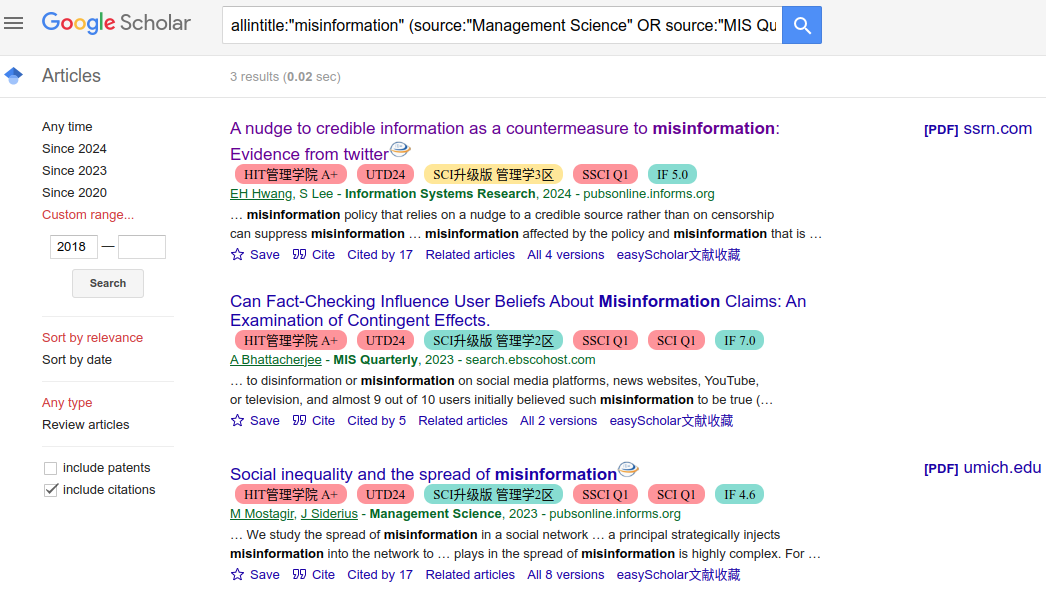 Google Scholar
allintitle:"misinformation" (source:"Management Science" OR source:"MIS Qu
Articles
3 results (0.02 sec)
Any time
Since 2024
Since 2023
Since 2020
Custom range...
2018 —
Search
Sort by relevance
Sort by date
Any type
Review articles
include patents
include citations
A nudge to credible information as a countermeasure to misinformation:
Evidence from twitter
HIT管理学院 A+ UTD24 SCI升级版 管理学3区 SSCI Q1 IF 5.0
EH Hwang, S Lee - Information Systems Research, 2024 - pubsonline.informs.org
… misinformation policy that relies on a nudge to a credible source rather than on censorship
can suppress misinformation … misinformation affected by the policy and misinformation that is …
Save Cite Cited by 17 Related articles All 4 versions easyScholar文献收藏
[PDF] ssrn.com
Can Fact-Checking Influence User Beliefs About Misinformation Claims: An
Examination of Contingent Effects.
HIT管理学院 A+ UTD24 SCI升级版 管理学2区 SSCI Q1 SCI Q1 IF 7.0
A Bhattacherjee - MIS Quarterly, 2023 - search.ebscohost.com
… to disinformation or misinformation on social media platforms, news websites, YouTube,
or television, and almost 9 out of 10 users initially believed such misinformation to be true (…
Save Cite Cited by 5 Related articles All 2 versions easyScholar文献收藏
Social inequality and the spread of misinformation
HIT管理学院 A+ UTD24 SCI升级版 管理学2区 SSCI Q1 SCI Q1 IF 4.6
M Mostagir, J Siderius - Management Science, 2023 - pubsonline.informs.org
… We study the spread of misinformation in a social network … a principal strategically injects
misinformation into the network to … plays in the spread of misinformation is highly complex. For …
Save Cite Cited by 17 Related articles All 8 versions easyScholar文献收藏
[PDF] umich.edu